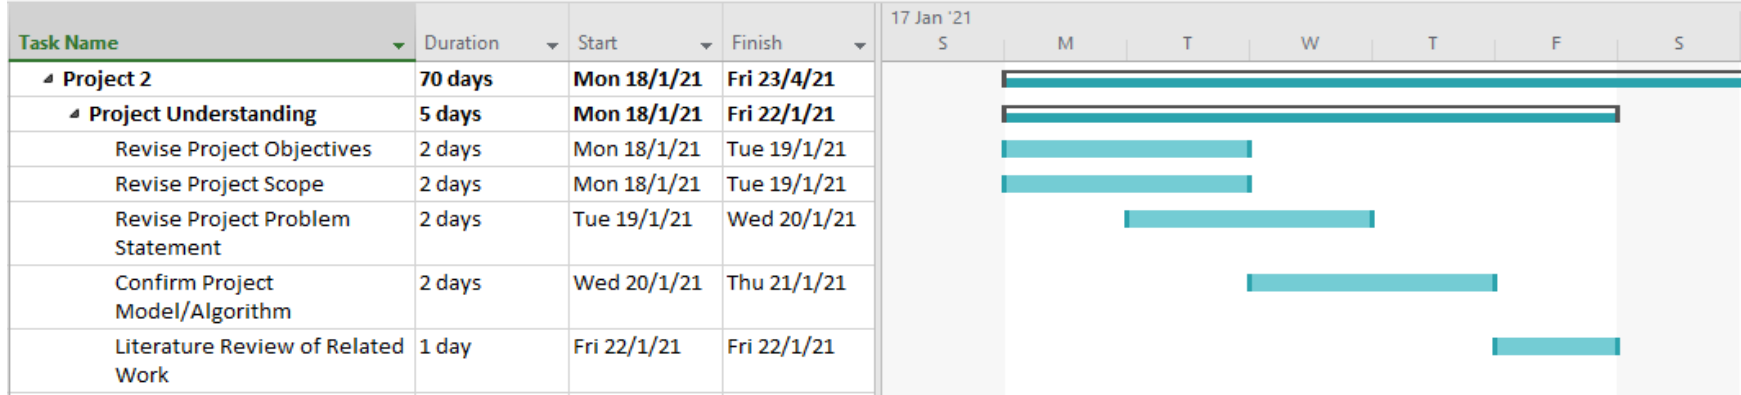 17 Jan '21
Task Name Duration Start Finish S M T W T F S
Project 2 70 days Mon 18/1/21 Fri 23/4/21
Project Understanding 5 days Mon 18/1/21 Fri 22/1/21
Revise Project Objectives 2 days Mon 18/1/21 Tue 19/1/21
Revise Project Scope 2 days Mon 18/1/21 Tue 19/1/21
Revise Project Problem 2 days Tue 19/1/21 Wed 20/1/21
Statement
Confirm Project 2 days Wed 20/1/21 Thu 21/1/21
Model/Algorithm
Literature Review of Related 1 day Fri 22/1/21 Fri 22/1/21
Work